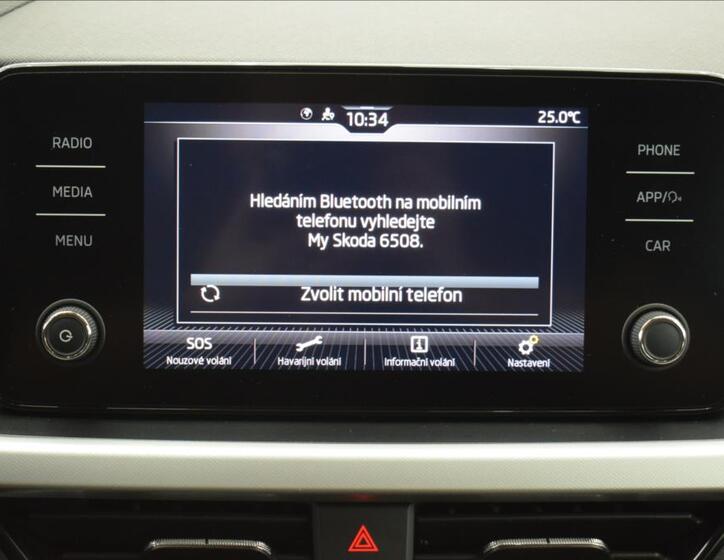 10:34
25.0°C
RADIO
MEDIA
MENU
PHONE
APP/
CAR
Hledáním Bluetooth na mobilním
telefonu vyhledejte
My Skoda 6508.
Zvolit mobilní telefon
SOS
Nouzové volání
Havarijní volání
Informační volání
Nastavení